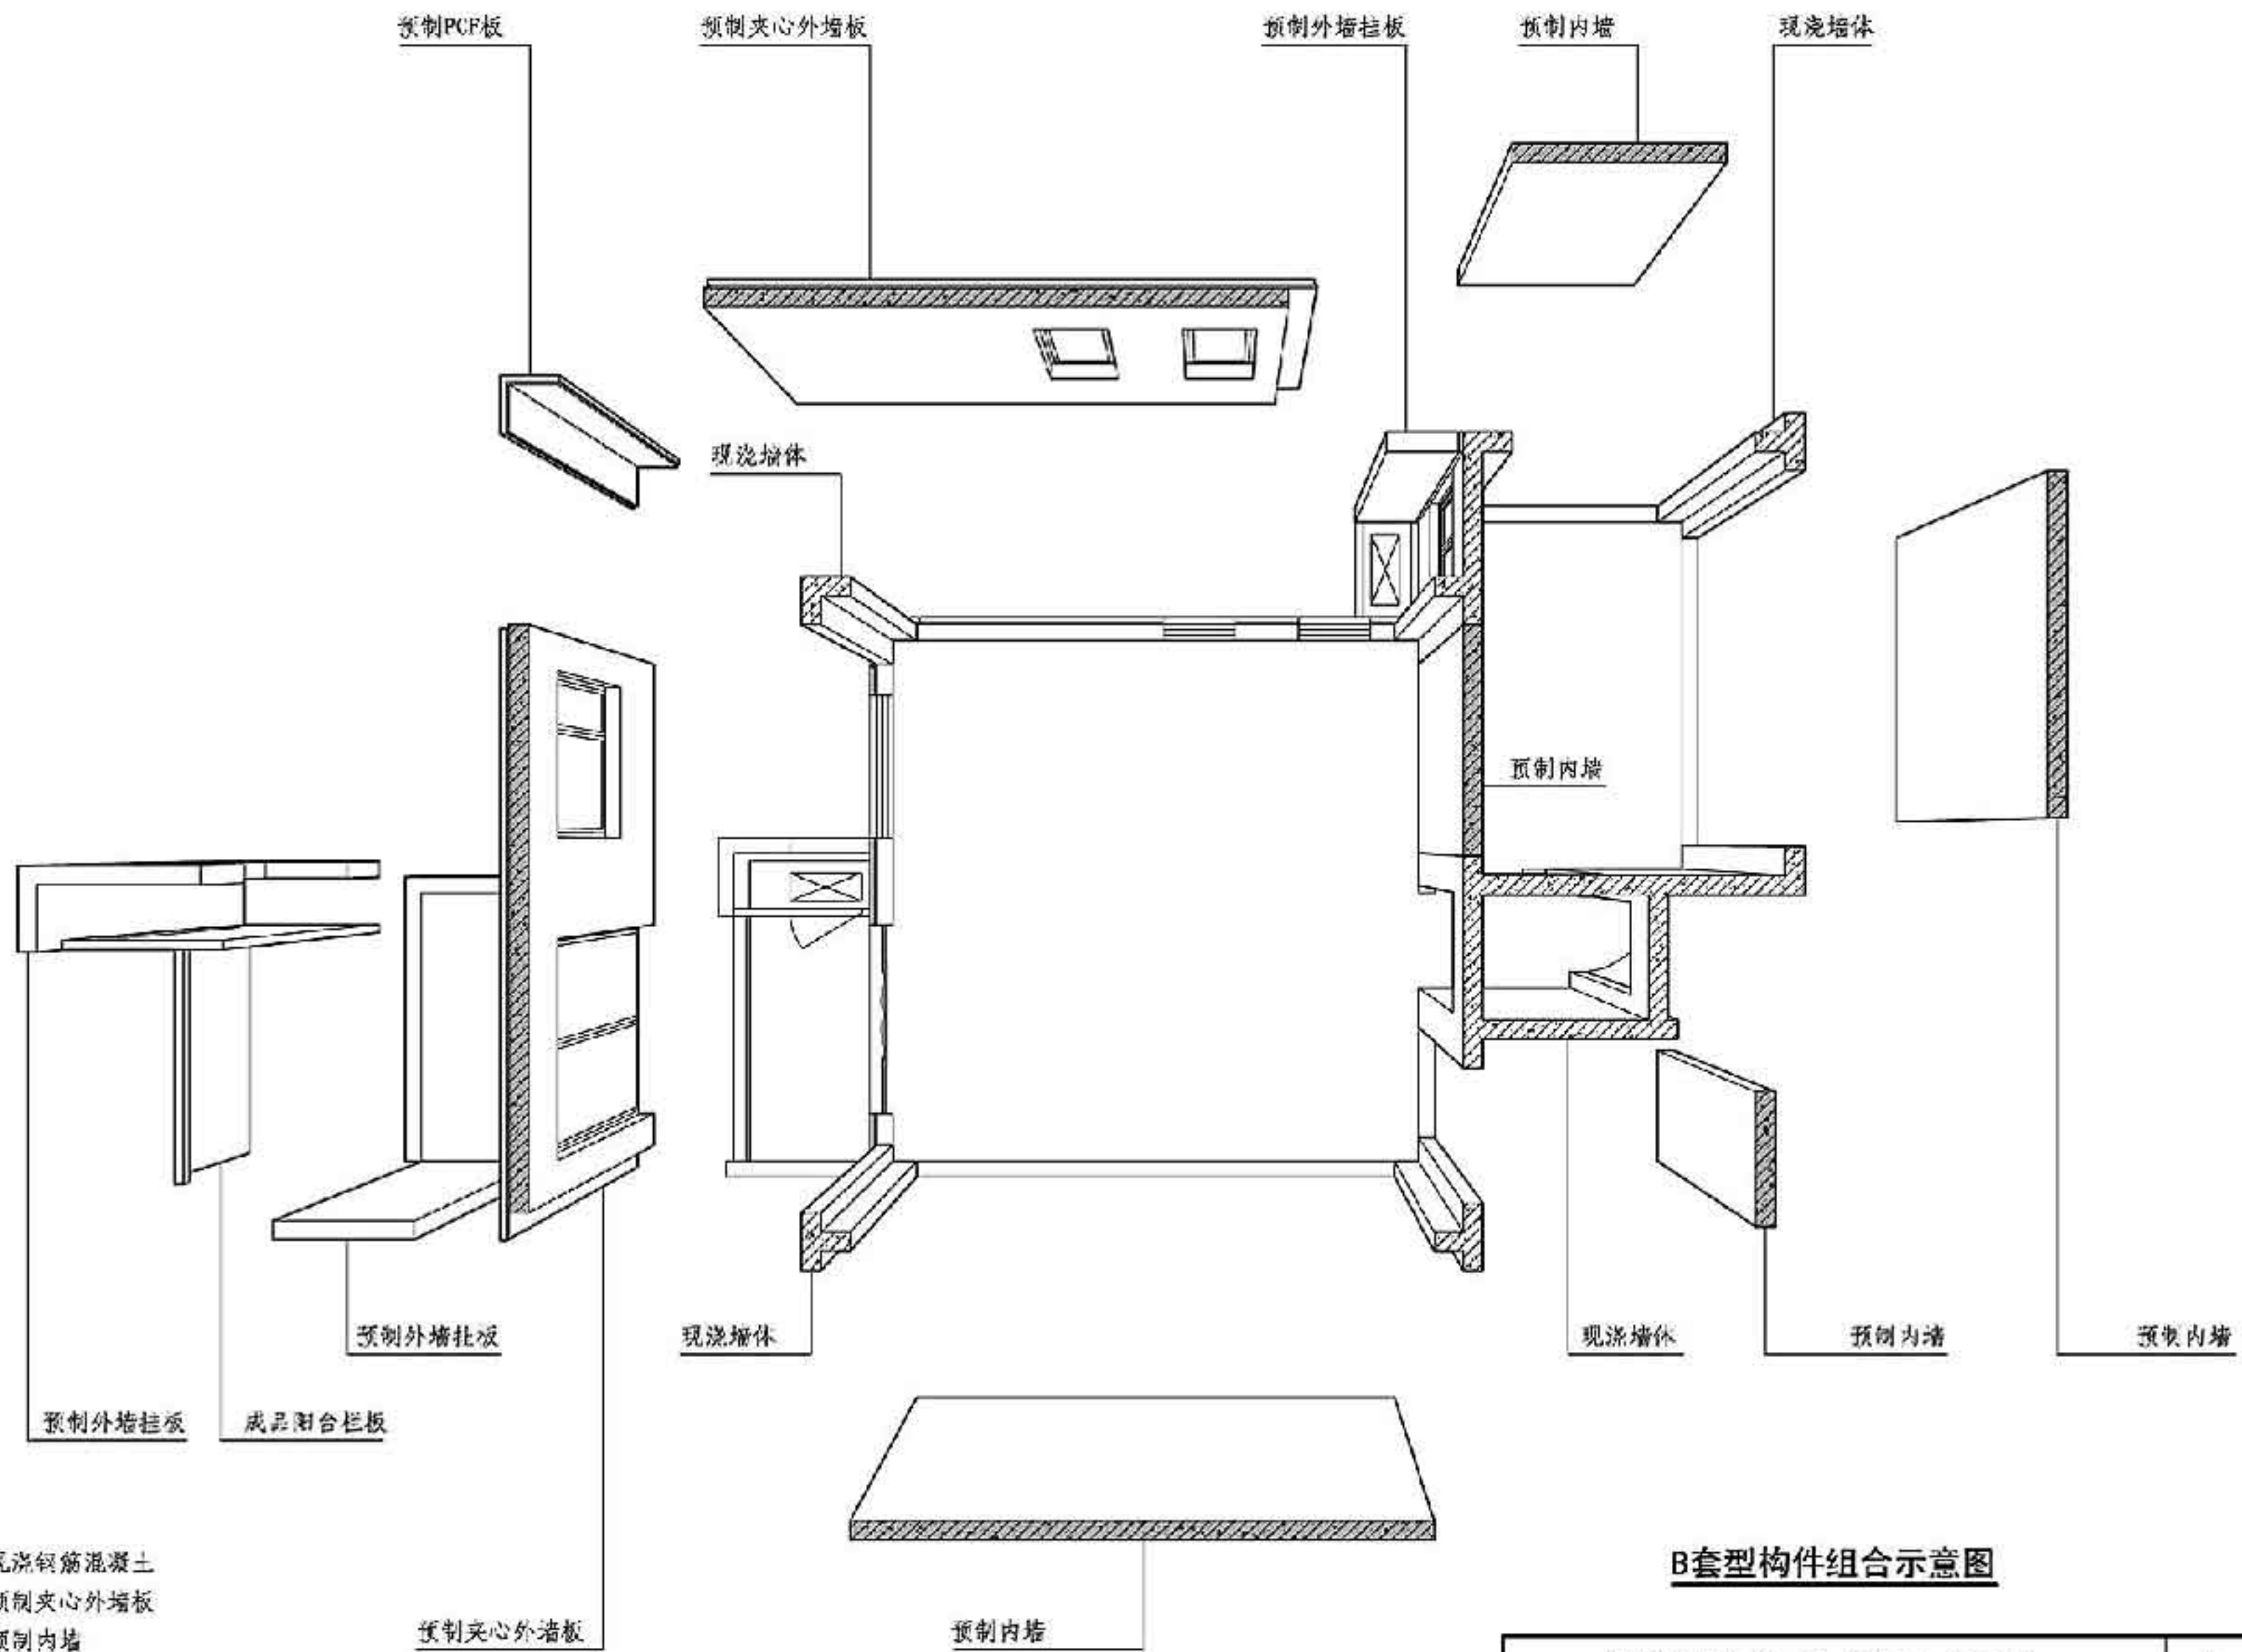 预制PCF板
预制夹心外墙板
预制外墙挂板
预制内墙
现浇墙体
现浇墙体
预制内墙
预制外墙挂板
现浇墙体
现浇墙体
预制内墙
预制内墙
预制外墙挂板
成品阳台栏板
现浇钢筋混凝土
预制夹心外墙板
预制内墙
预制夹心外墙板
预制内墙
B套型构件组合示意图